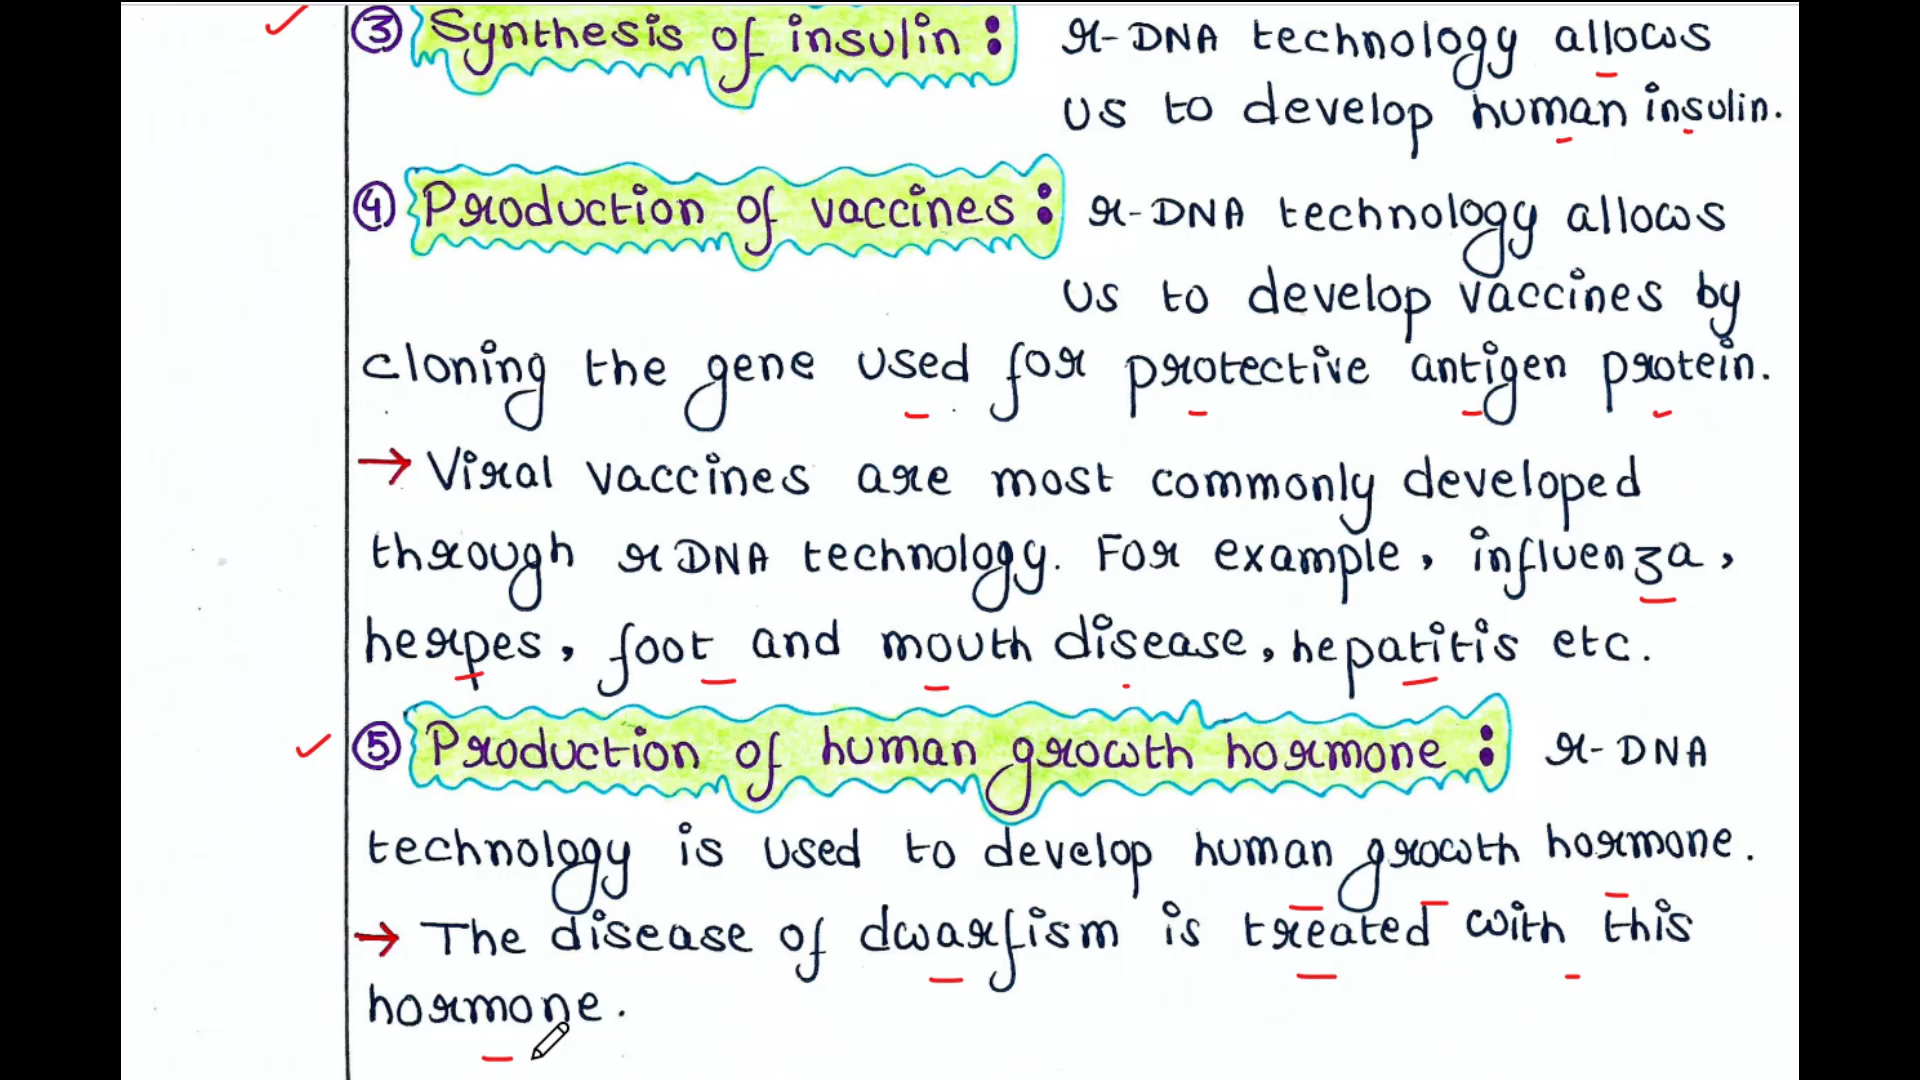 ③ Synthesis of insulin : r-DNA technology allows
us to develop human insulin.
④ Production of vaccines : r-DNA technology allows
us to develop vaccines by
cloning the gene used for protective antigen protein.
→ Viral vaccines are most commonly developed
through r DNA technology. For example, influenza,
herpes, foot and mouth disease, hepatitis etc.
⑤ Production of human growth hormone : r-DNA
technology is used to develop human growth hormone.
→ The disease of dwarfism is treated with this
hormone.